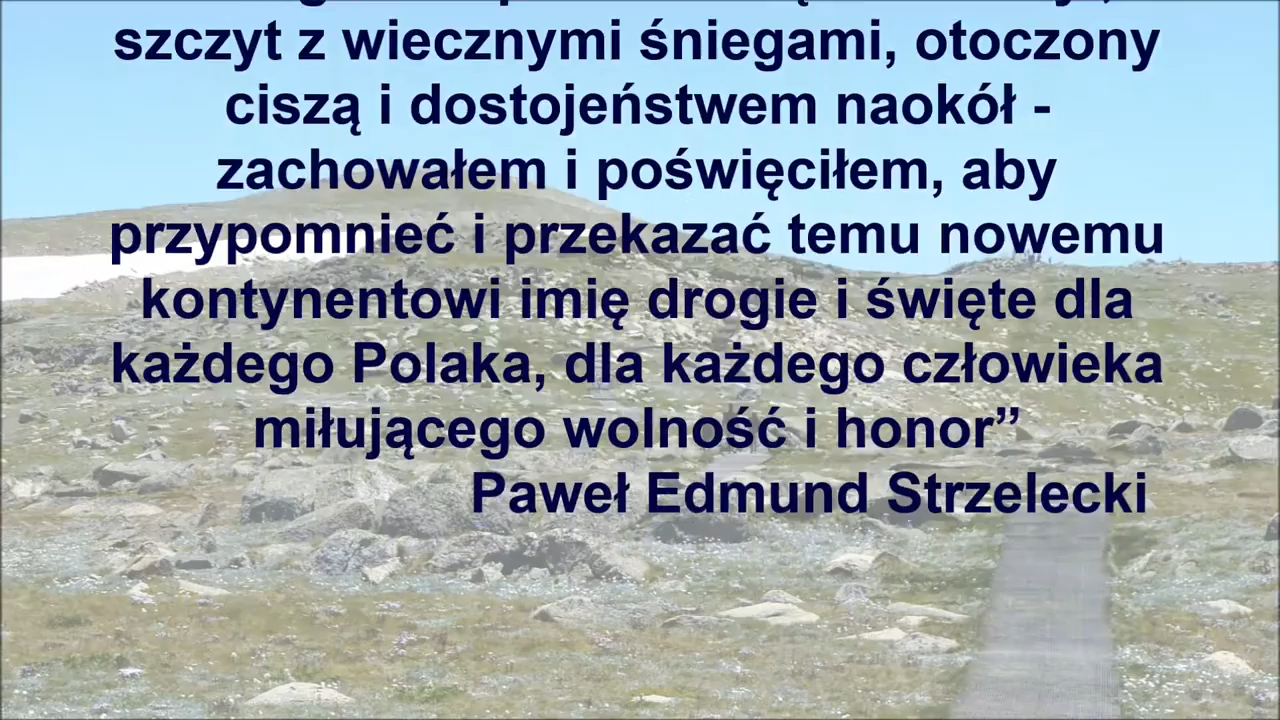 szczyt z wiecznymi śniegami, otoczony
ciszą i dostojeństwem naokół -
zachowałem i poświęciłem, aby
przypomnieć i przekazać temu nowemu
kontynentowi imię drogie i święte dla
każdego Polaka, dla każdego człowieka
miłującego wolność i honor”
Paweł Edmund Strzelecki